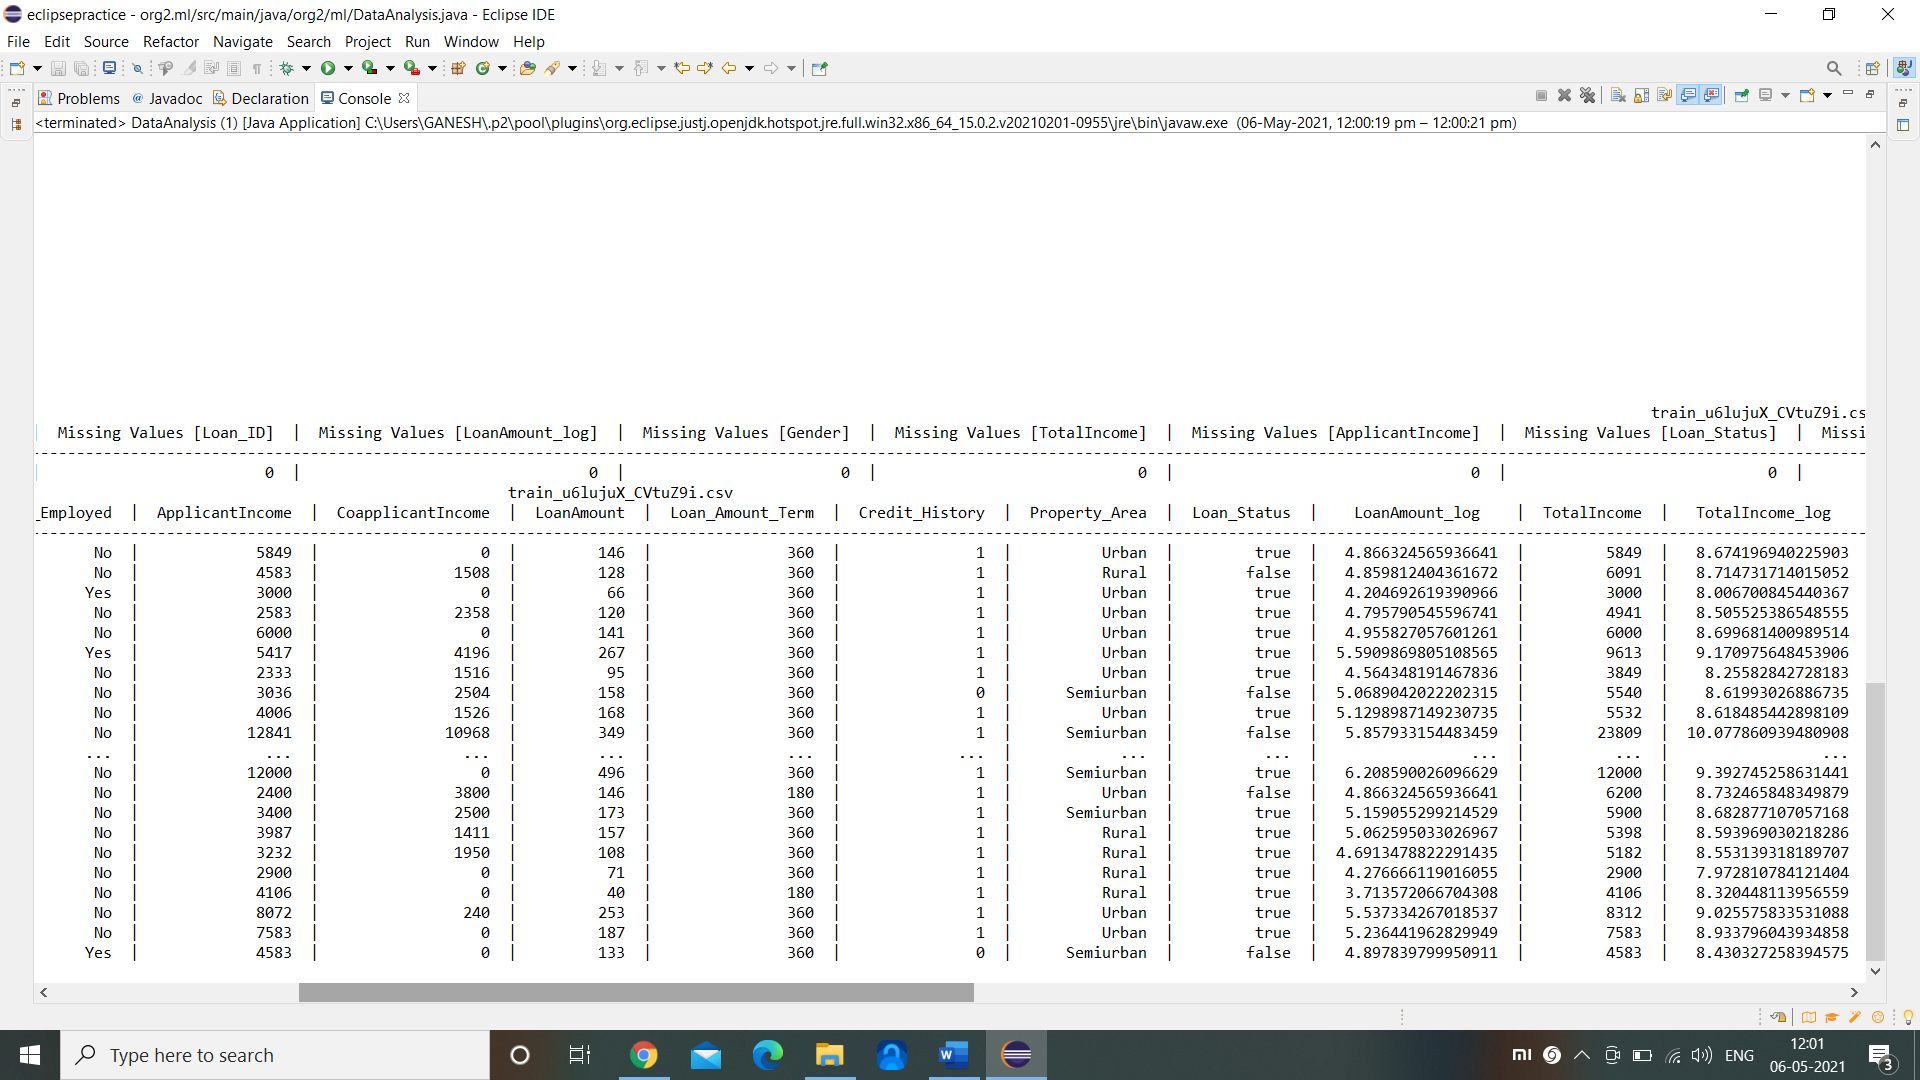 eclipsepractice - org2.ml/src/main/java/org2/ml/DataAnalysis.java - Eclipse IDE
File Edit Source Refactor Navigate Search Project Run Window Help
Problems @ Javadoc Declaration Console
<terminated> DataAnalysis (1) [Java Application] C:\Users\GANESH\.p2\pool\plugins\org.eclipse.justj.openjdk.hotspot.jre.full.win32.x86_64_15.0.2.v20210201-0955\jre\bin\javaw.exe (06-May-2021, 12:00:19 pm – 12:00:21 pm)
train_u6lujuX_CVtuZ9i.cs
| Missing Values [Loan_ID] | Missing Values [LoanAmount_log] | Missing Values [Gender] | Missing Values [TotalIncome] | Missing Values [ApplicantIncome] | Missing Values [Loan_Status] | Missi
| 0 | 0 | 0 | 0 | 0 | 0 |
train_u6lujuX_CVtuZ9i.csv
_Employed | ApplicantIncome | CoapplicantIncome | LoanAmount | Loan_Amount_Term | Credit_History | Property_Area | Loan_Status | LoanAmount_log | TotalIncome | TotalIncome_log
No | 5849 | 0 | 146 | 360 | 1 | Urban | true | 4.866324565936641 | 5849 | 8.674196940225903
No | 4583 | 1508 | 128 | 360 | 1 | Rural | false | 4.859812404361672 | 6091 | 8.714731714015052
Yes | 3000 | 0 | 66 | 360 | 1 | Urban | true | 4.204692619390966 | 3000 | 8.006700845440367
No | 2583 | 2358 | 120 | 360 | 1 | Urban | true | 4.795790545596741 | 4941 | 8.505525386548555
No | 6000 | 0 | 141 | 360 | 1 | Urban | true | 4.955827057601261 | 6000 | 8.699681400989514
Yes | 5417 | 4196 | 267 | 360 | 1 | Urban | true | 5.5909869805108565 | 9613 | 9.170975648453906
No | 2333 | 1516 | 95 | 360 | 1 | Urban | true | 4.564348191467836 | 3849 | 8.25582842728183
No | 3036 | 2504 | 158 | 360 | 0 | Semiurban | false | 5.0689042022202315 | 5540 | 8.61993026886735
No | 4006 | 1526 | 168 | 360 | 1 | Urban | true | 5.1298987149230735 | 5532 | 8.618485442898109
No | 12841 | 10968 | 349 | 360 | 1 | Semiurban | false | 5.857933154483459 | 23809 | 10.077860939480908
... | ... | ... | ... | ... | ... | ... | ... | ... | ... | ...
No | 12000 | 0 | 496 | 360 | 1 | Semiurban | true | 6.208590026096629 | 12000 | 9.392745258631441
No | 2400 | 3800 | 146 | 180 | 1 | Urban | false | 4.866324565936641 | 6200 | 8.732465848349879
No | 3400 | 2500 | 173 | 360 | 1 | Semiurban | true | 5.159055299214529 | 5900 | 8.682877107057168
No | 3987 | 1411 | 157 | 360 | 1 | Rural | true | 5.062595033026967 | 5398 | 8.593969030218286
No | 3232 | 1950 | 108 | 360 | 1 | Rural | true | 4.6913478822291435 | 5182 | 8.553139318189707
No | 2900 | 0 | 71 | 360 | 1 | Rural | true | 4.276666119016055 | 2900 | 7.972810784121404
No | 4106 | 0 | 40 | 180 | 1 | Rural | true | 3.713572066704308 | 4106 | 8.320448113956559
No | 8072 | 240 | 253 | 360 | 1 | Urban | true | 5.537334267018537 | 8312 | 9.025575833531088
No | 7583 | 0 | 187 | 360 | 1 | Urban | true | 5.236441962829949 | 7583 | 8.933796043934858
Yes | 4583 | 0 | 133 | 360 | 0 | Semiurban | false | 4.897839799950911 | 4583 | 8.430327258394575
Type here to search
ENG
12:01
06-05-2021
3